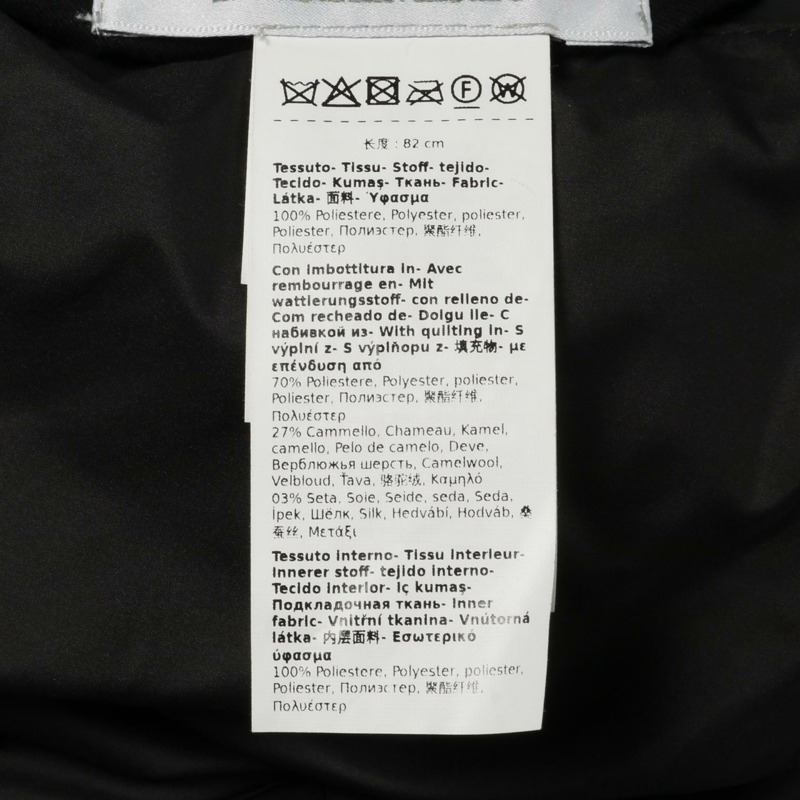 F W
长度 : 82 cm
Tessuto- Tissu- Stoff- tejido-
Tecido- Kumaş- Ткань- Fabric-
Látka- 面料- Ύφασμα
100% Poliestere, Polyester, poliester,
Poliester, Полиэстер, 聚酯纤维,
Πολυέστερ
Con imbottitura in- Avec
rembourrage en- Mit
wattierungsstoff- con relleno de-
Com recheado de- Dolgu ile- С
набивкой из- With quilting in- S
výplní z- S výplňopu z- 填充物- με
επένδυση από
70% Poliestere, Polyester, poliester,
Poliester, Полиэстер, 聚酯纤维,
Πολυέστερ
27% Cammello, Chameau, Kamel,
camello, Pelo de camelo, Deve,
Верблюжья шерсть, Camelwool,
Velbloud, Ťava, 骆驼绒, Καμηλό
03% Seta, Soie, Seide, seda, Seda,
İpek, Шёлк, Silk, Hedvábí, Hodváb, 桑
蚕丝, Μετάξι
Tessuto interno- Tissu interieur-
Innerer stoff- tejido interno-
Tecido interior- iç kumaş-
Подкладочная ткань- Inner
fabric- Vnitřní tkanina- Vnútorná
látka- 内层面料- Εσωτερικό
ύφασμα
100% Poliestere, Polyester, poliester,
Poliester, Полиэстер, 聚酯纤维,
Πολυέστερ